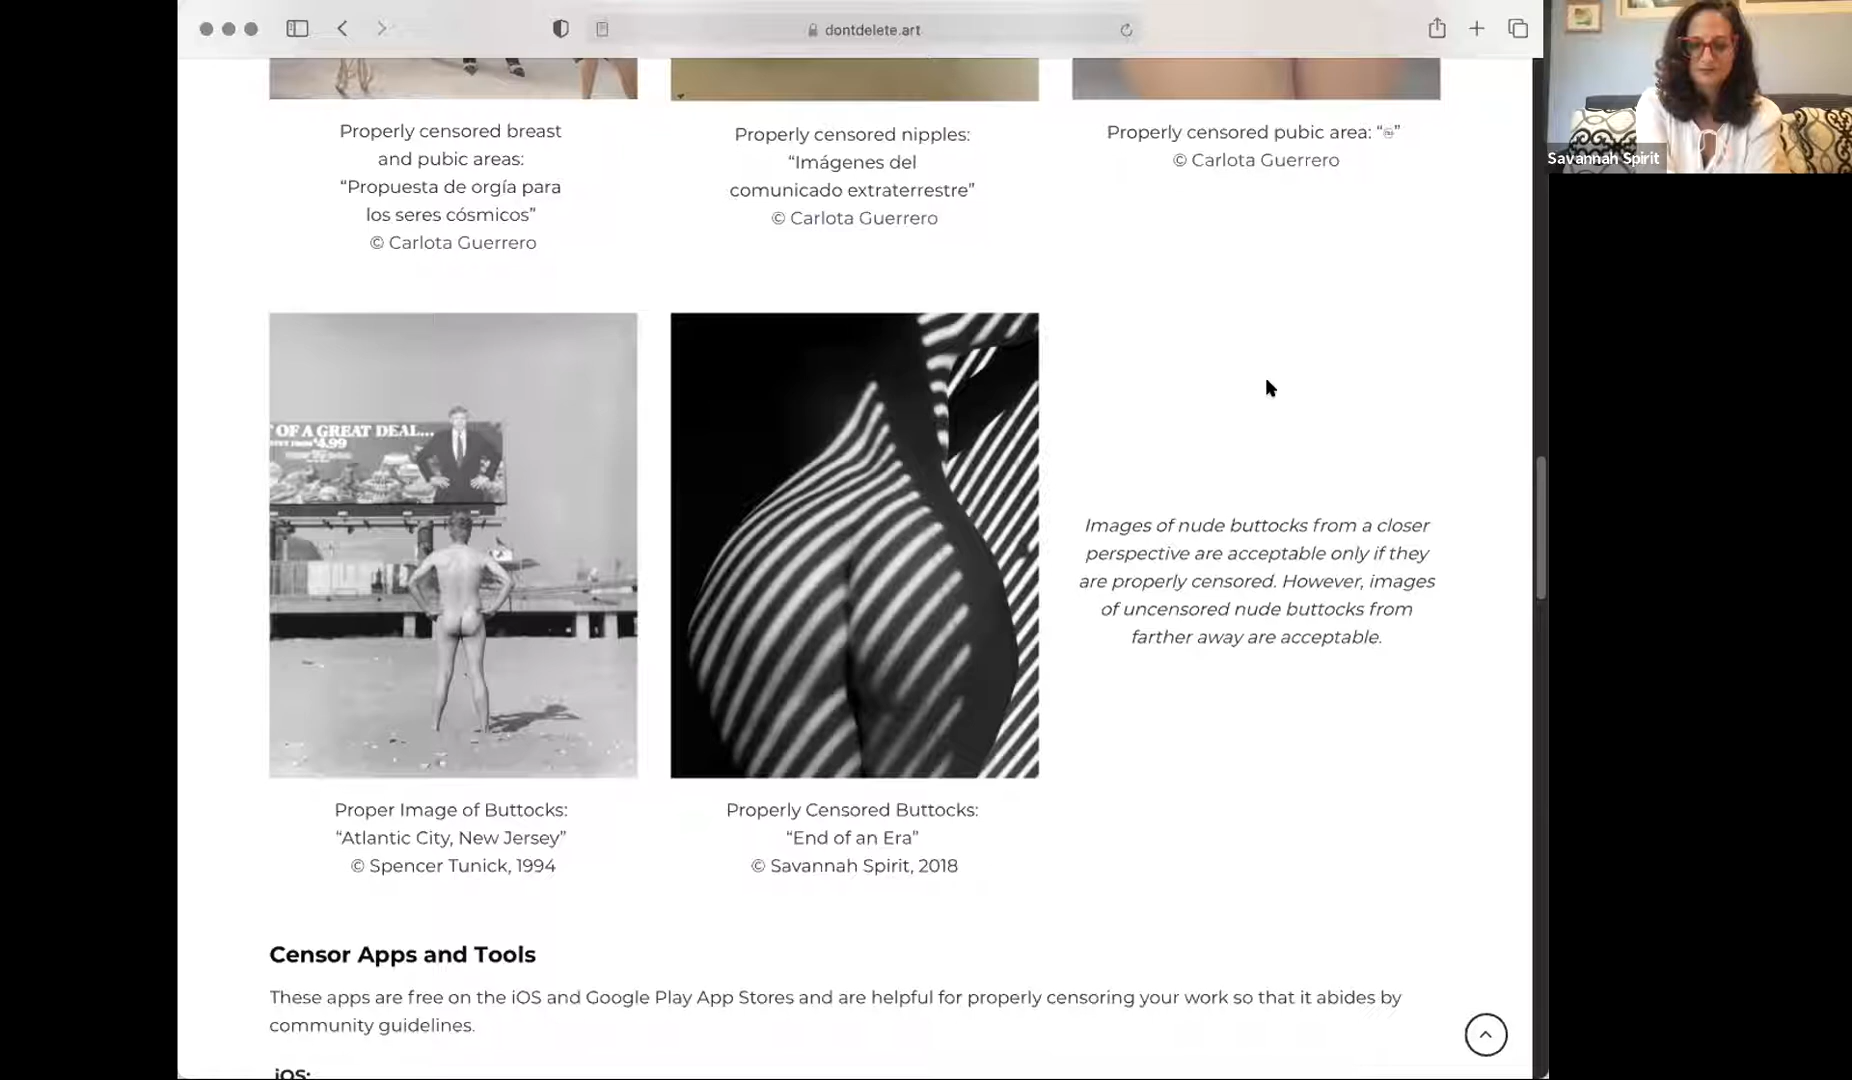 dontdelete.art
Savannah Spirit
Properly censored breast
and pubic areas:
“Propuesta de orgía para
los seres cósmicos”
© Carlota Guerrero
Properly censored nipples:
“Imágenes del
comunicado extraterrestre”
© Carlota Guerrero
Properly censored pubic area: “
”
© Carlota Guerrero
OF A GREAT DEAL...
$4.99
Images of nude buttocks from a closer
perspective are acceptable only if they
are properly censored. However, images
of uncensored nude buttocks from
farther away are acceptable.
Proper Image of Buttocks:
“Atlantic City, New Jersey”
© Spencer Tunick, 1994
Properly Censored Buttocks:
“End of an Era”
© Savannah Spirit, 2018
Censor Apps and Tools
These apps are free on the iOS and Google Play App Stores and are helpful for properly censoring your work so that it abides by
community guidelines.
iOS: